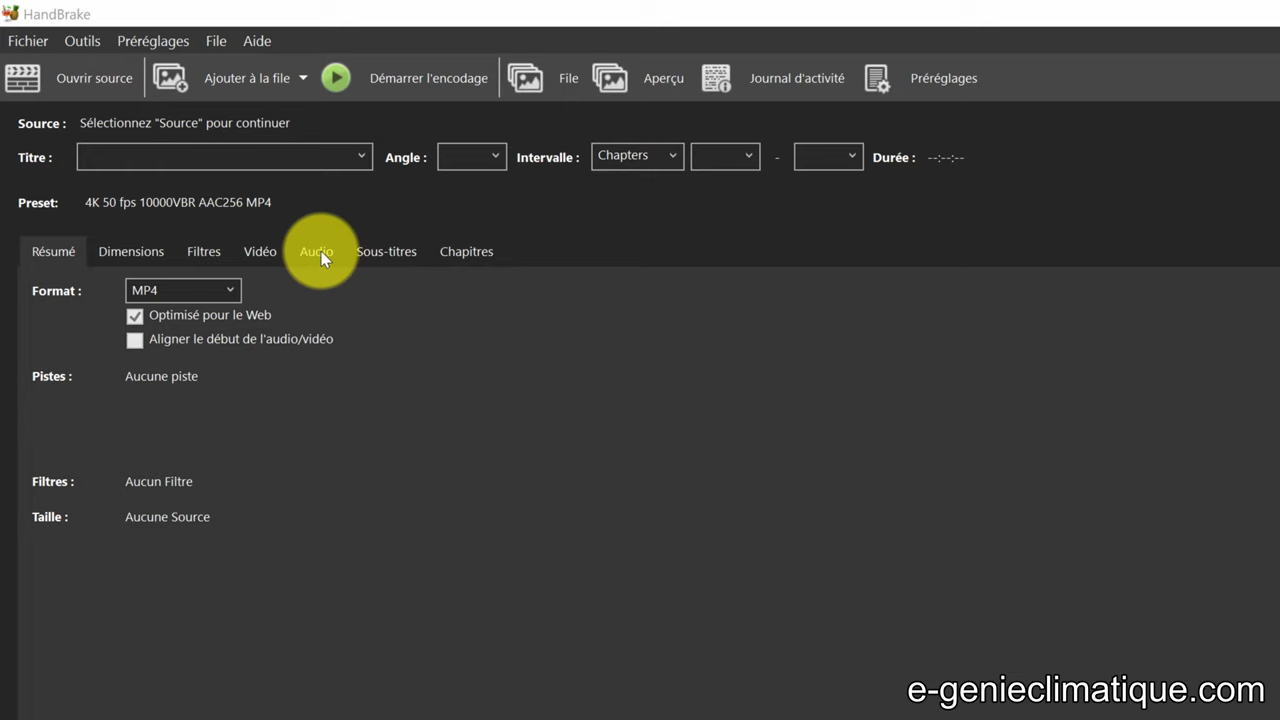 HandBrake
Fichier Outils Préréglages File Aide
Ouvrir source Ajouter à la file Démarrer l'encodage File Aperçu Journal d'activité Préréglages
Source : Sélectionnez "Source" pour continuer
Titre : Angle : Intervalle : Chapters - Durée : --:--:--
Preset: 4K 50 fps 10000VBR AAC256 MP4
Résumé Dimensions Filtres Vidéo Audio Sous-titres Chapitres
Format : MP4
Optimisé pour le Web
Aligner le début de l'audio/vidéo
Pistes : Aucune piste
Filtres : Aucun Filtre
Taille : Aucune Source
e-genieclimatique.com